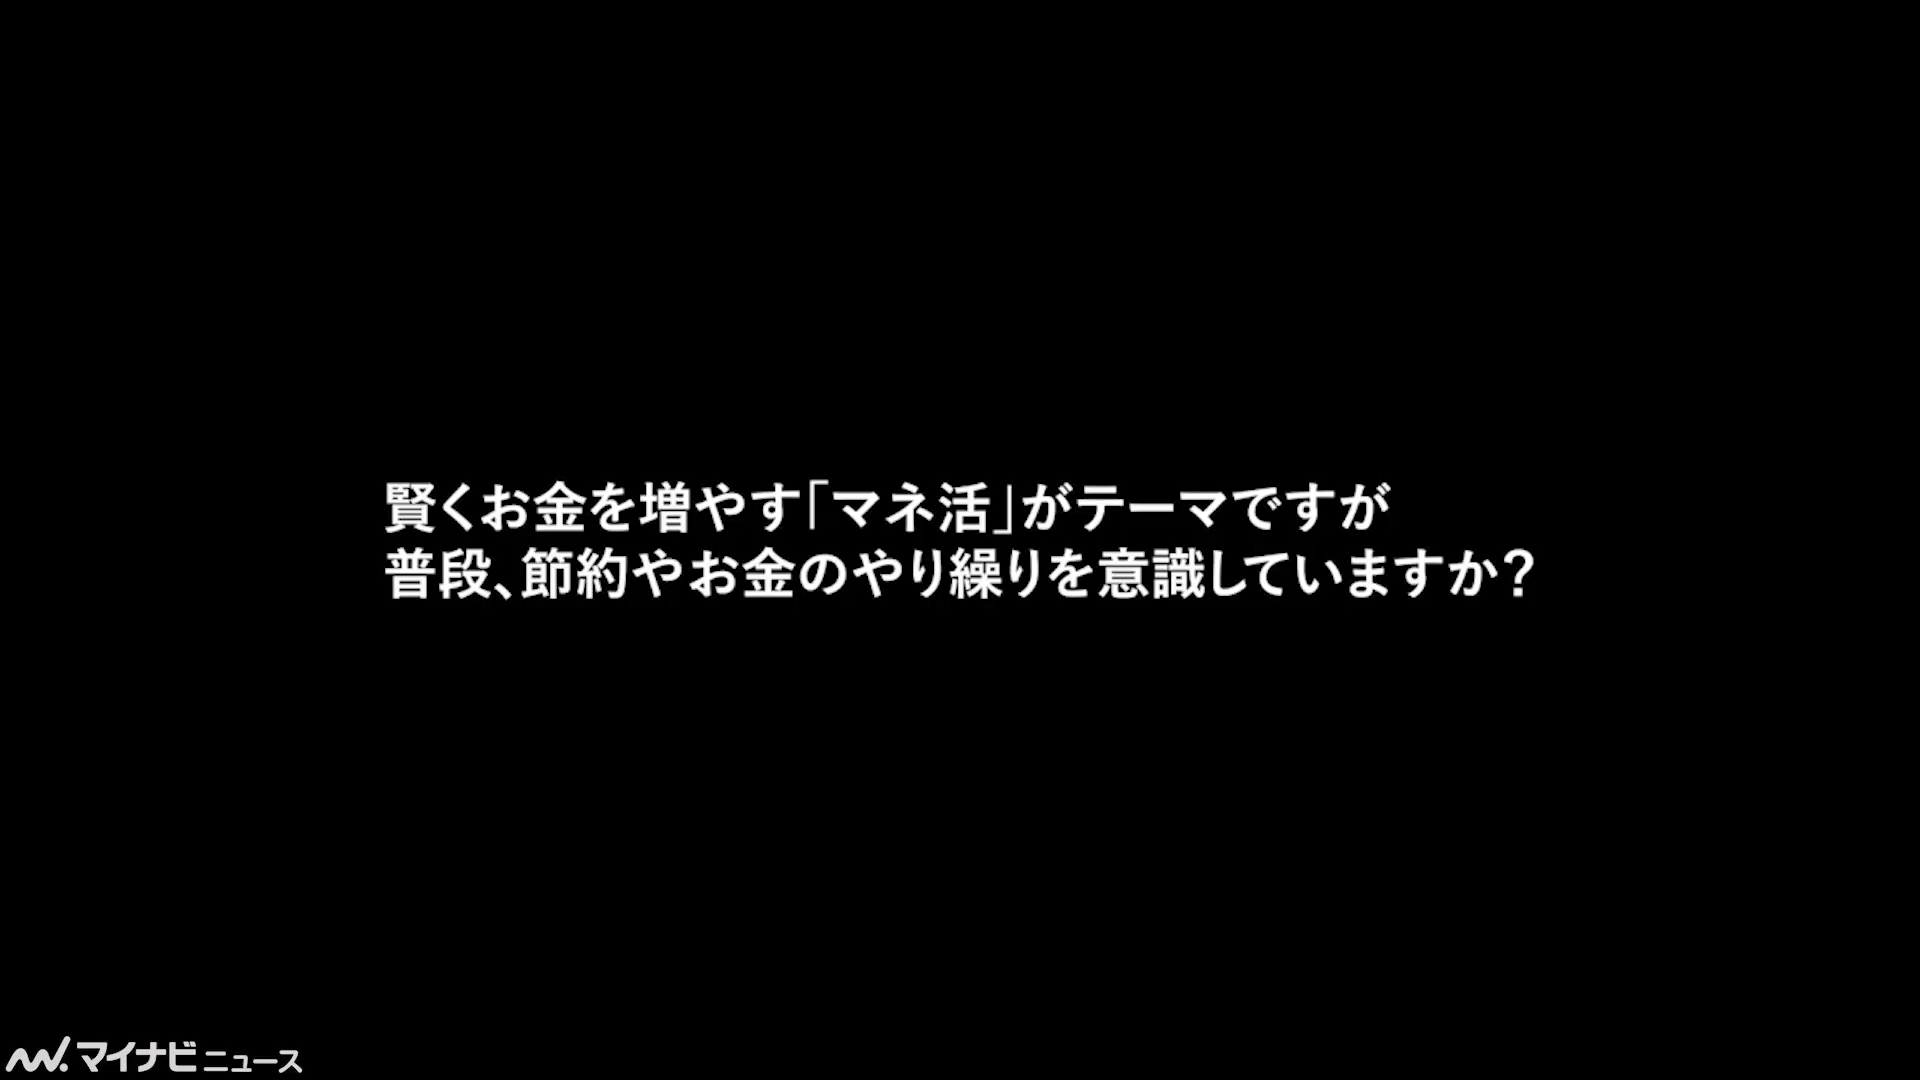 賢くお金を増やす「マネ活」がテーマですが
普段、節約やお金のやり繰りを意識していますか？
マイナビニュース